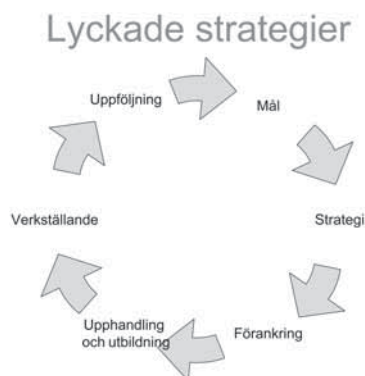 Lyckade strategier
Uppföljning
Mål
Strategi
Förankring
Upphandling
och utbildning
Verkställande